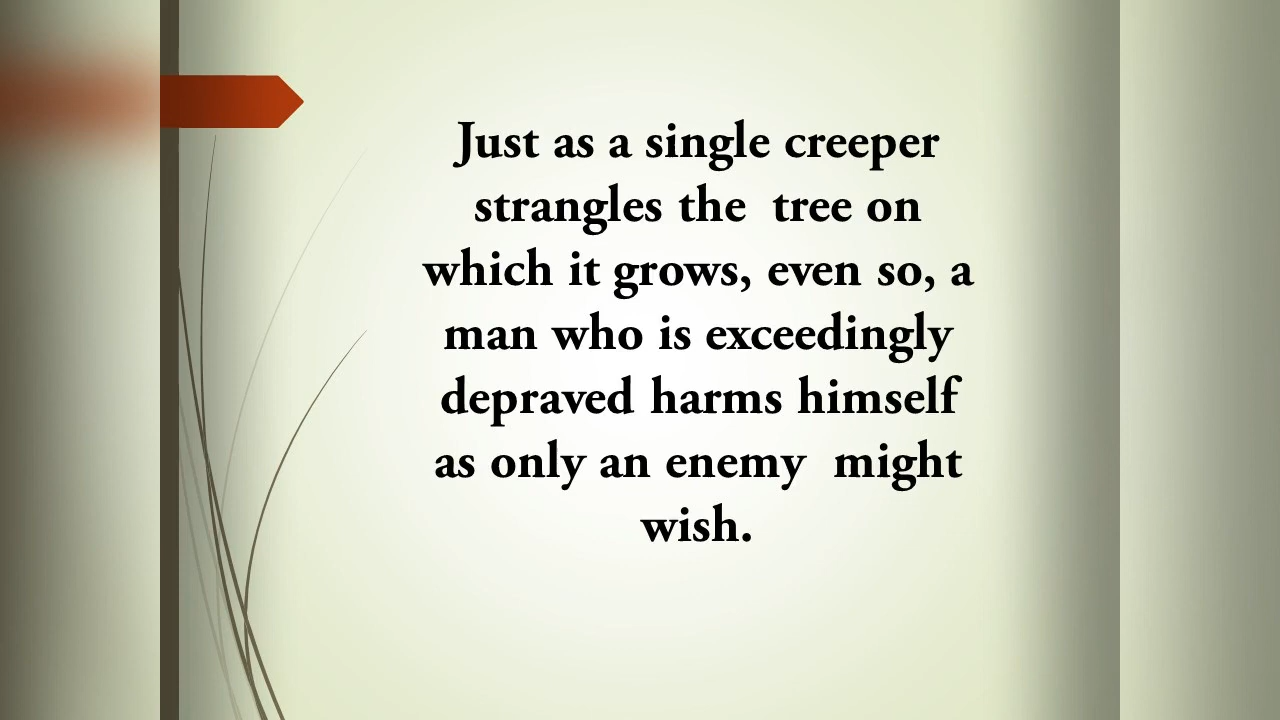 Just as a single creeper
strangles the  tree on
which it grows, even so, a
man who is exceedingly
depraved harms himself
as only an enemy  might
wish.